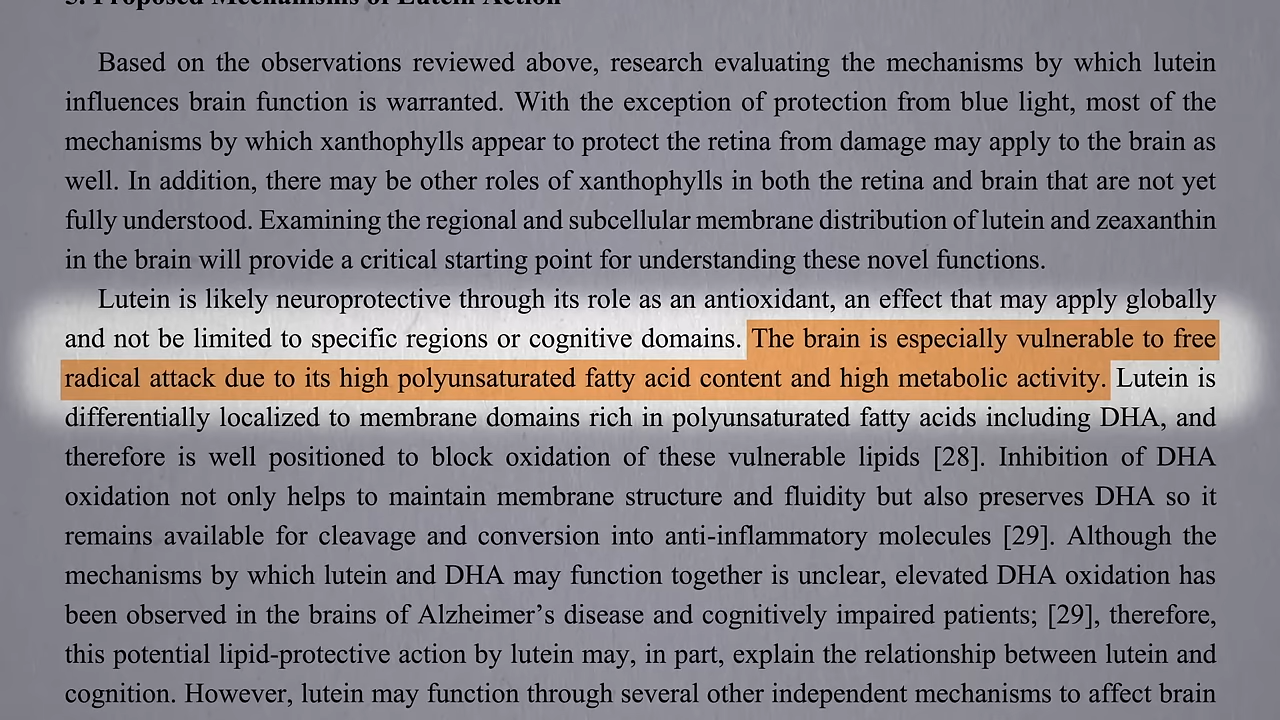 5. Proposed Mechanisms of Lutein Action
Based on the observations reviewed above, research evaluating the mechanisms by which lutein
influences brain function is warranted. With the exception of protection from blue light, most of the
mechanisms by which xanthophylls appear to protect the retina from damage may apply to the brain as
well. In addition, there may be other roles of xanthophylls in both the retina and brain that are not yet
fully understood. Examining the regional and subcellular membrane distribution of lutein and zeaxanthin
in the brain will provide a critical starting point for understanding these novel functions.
Lutein is likely neuroprotective through its role as an antioxidant, an effect that may apply globally
and not be limited to specific regions or cognitive domains. The brain is especially vulnerable to free
radical attack due to its high polyunsaturated fatty acid content and high metabolic activity. Lutein is
differentially localized to membrane domains rich in polyunsaturated fatty acids including DHA, and
therefore is well positioned to block oxidation of these vulnerable lipids [28]. Inhibition of DHA
oxidation not only helps to maintain membrane structure and fluidity but also preserves DHA so it
remains available for cleavage and conversion into anti-inflammatory molecules [29]. Although the
mechanisms by which lutein and DHA may function together is unclear, elevated DHA oxidation has
been observed in the brains of Alzheimer’s disease and cognitively impaired patients; [29], therefore,
this potential lipid-protective action by lutein may, in part, explain the relationship between lutein and
cognition. However, lutein may function through several other independent mechanisms to affect brain